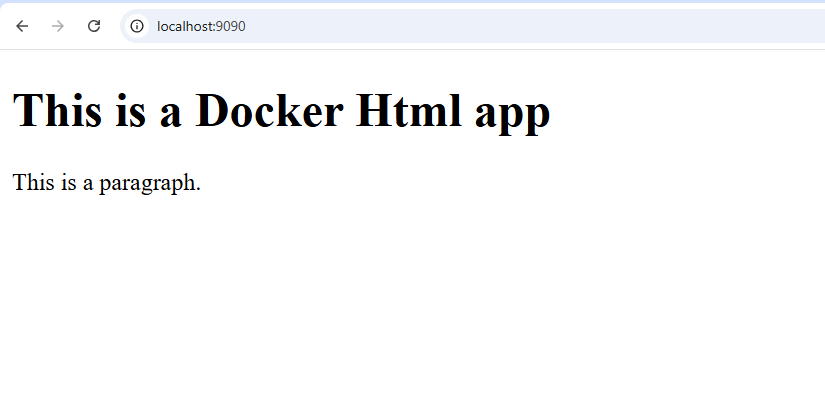 localhost:9090
This is a Docker Html app
This is a paragraph.